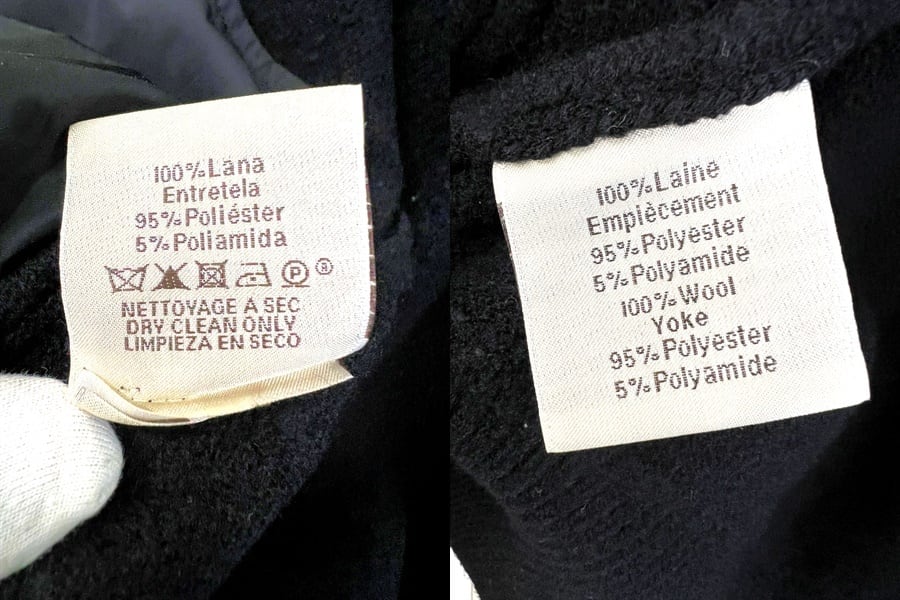 100% Lana
Entretela
95% Poliéster
5% Poliamida
P ®
NETTOYAGE A SEC
DRY CLEAN ONLY
LIMPIEZA EN SECO
100% Laine
Empiècement
95% Polyester
5% Polyamide
100% Wool
Yoke
95% Polyester
5% Polyamide